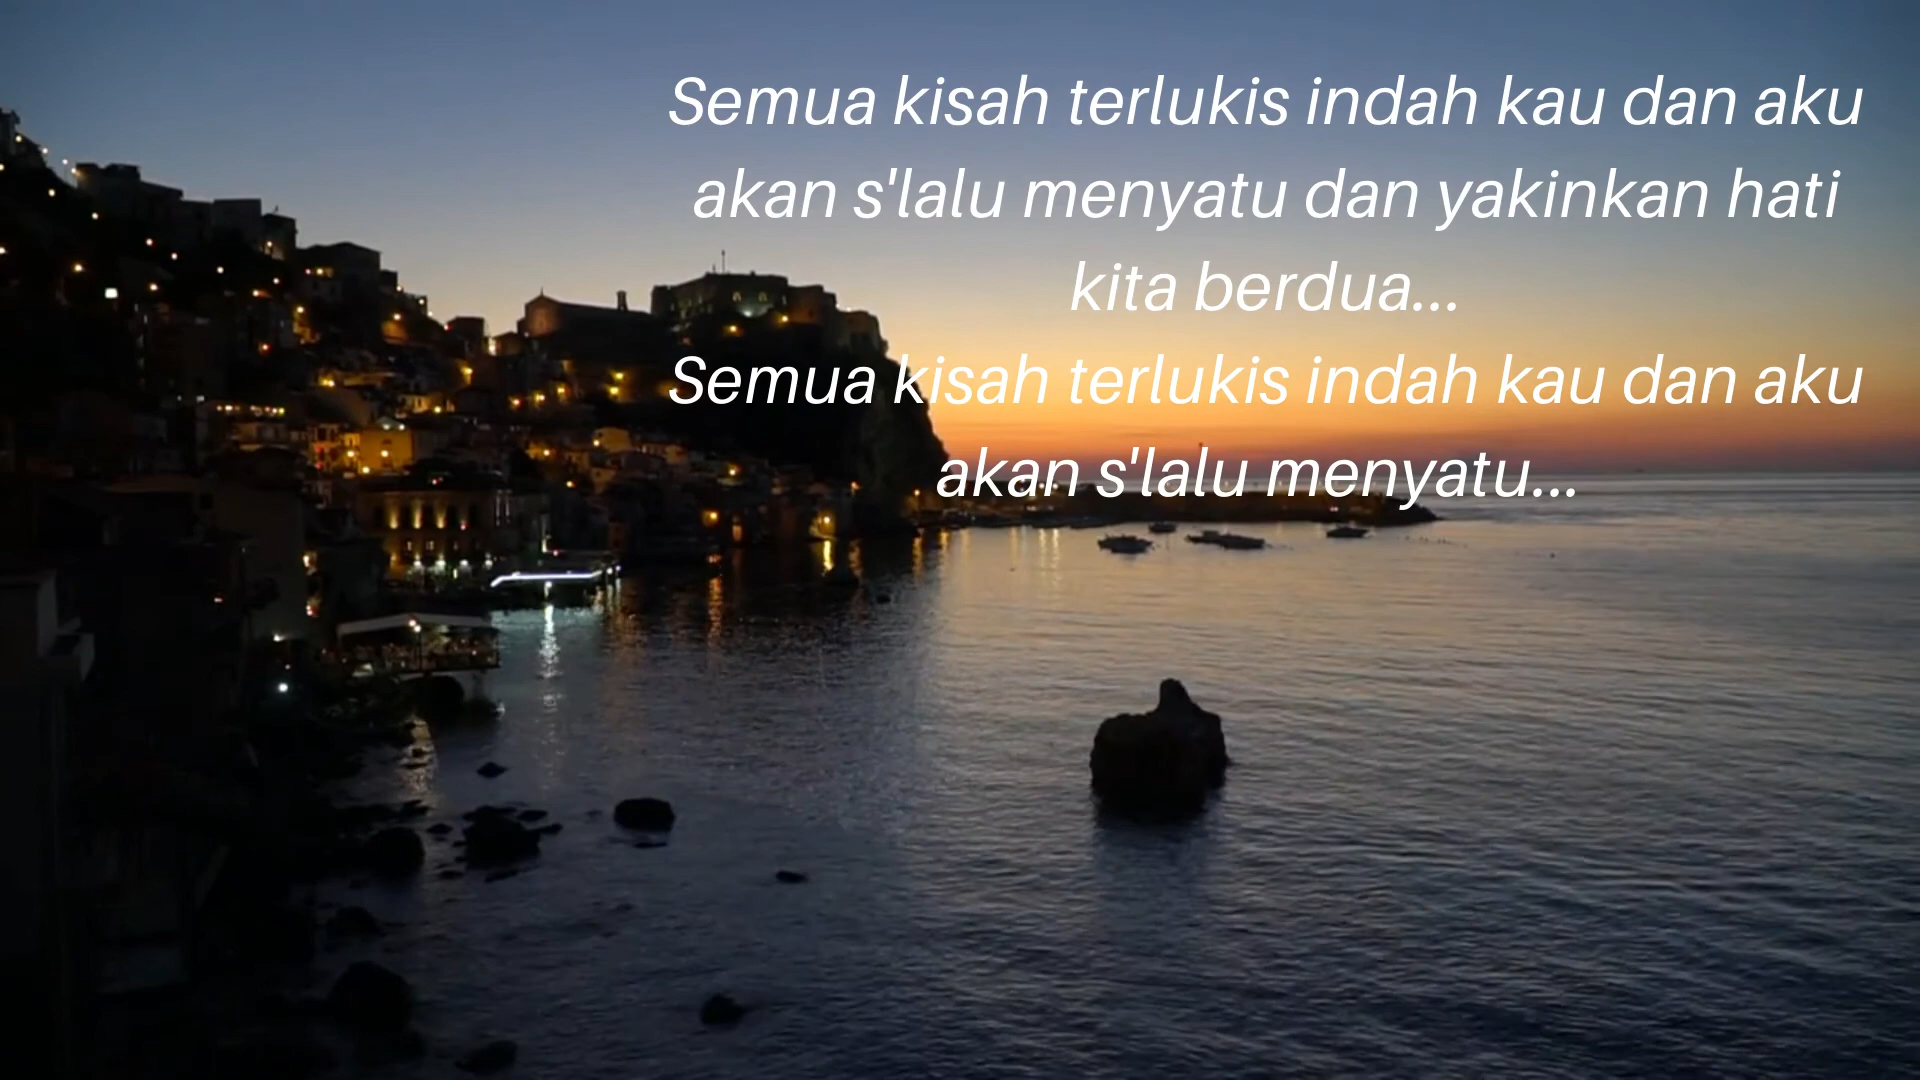 Semua kisah terlukis indah kau dan aku
akan s'lalu menyatu dan yakinkan hati
kita berdua...
Semua kisah terlukis indah kau dan aku
akan s'lalu menyatu...